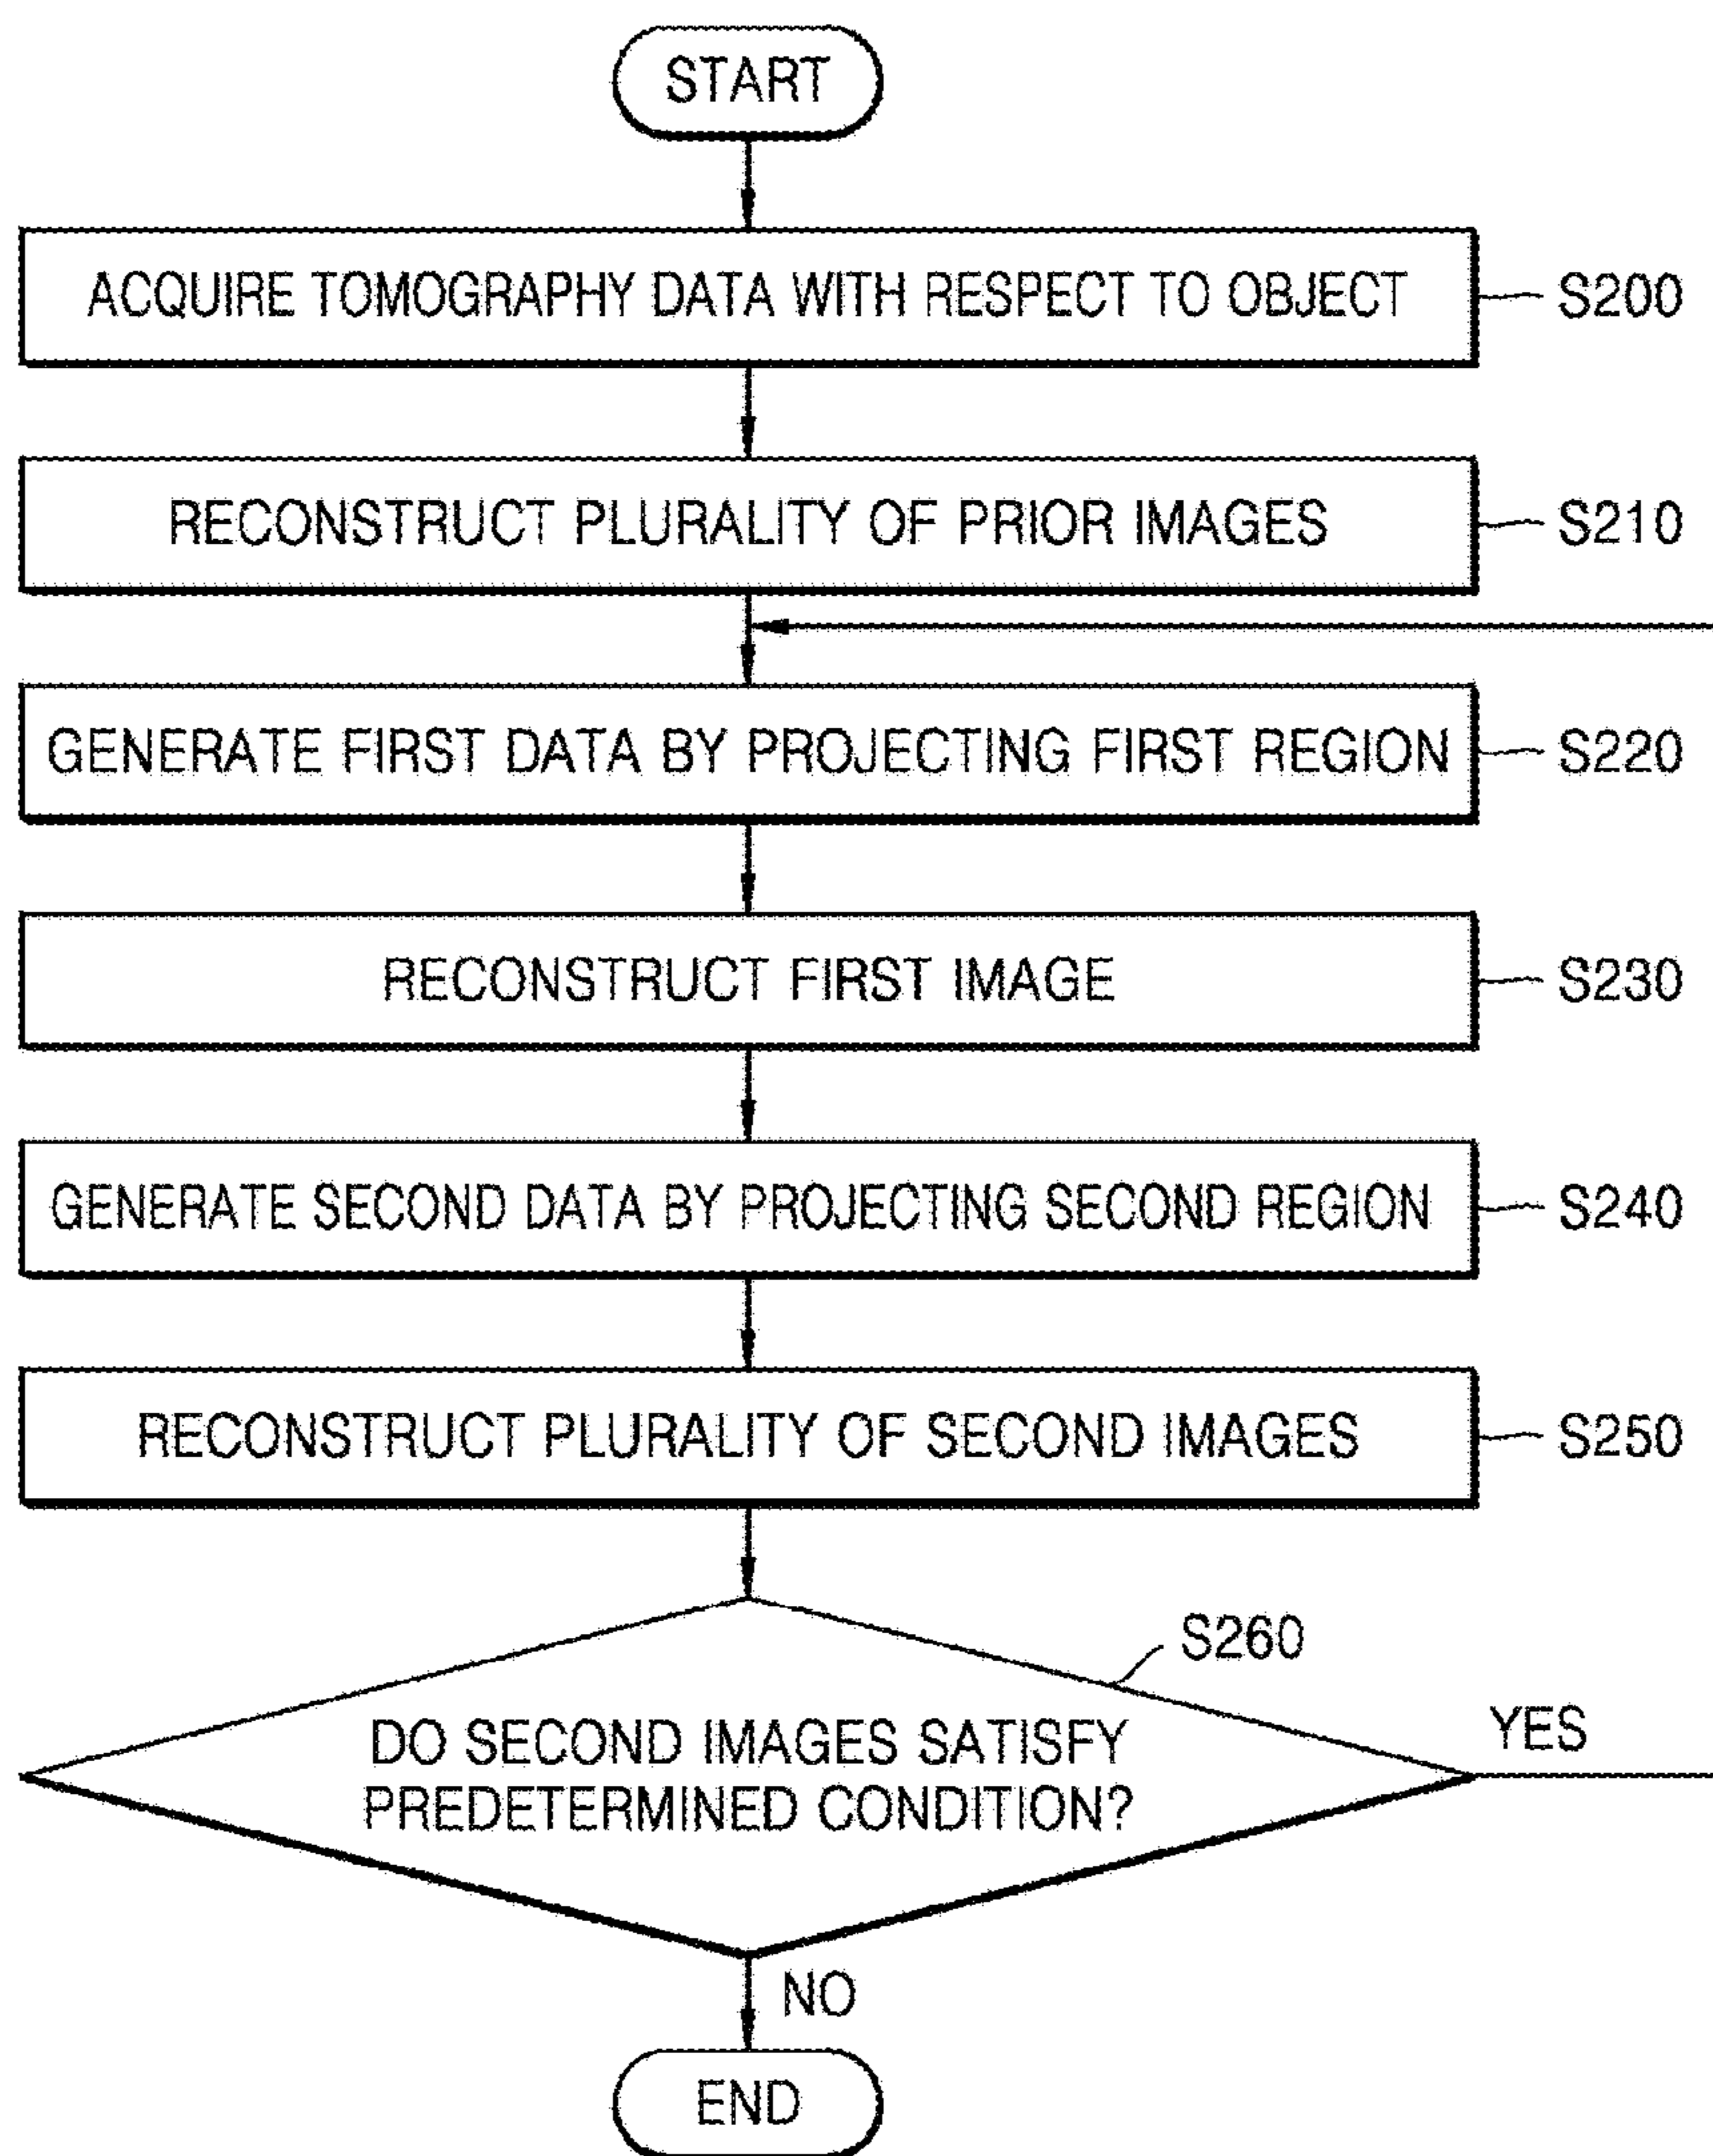 START
ACQUIRE TOMOGRAPHY DATA WITH RESPECT TO OBJECT
S200
RECONSTRUCT PLURALITY OF PRIOR IMAGES
S210
GENERATE FIRST DATA BY PROJECTING FIRST REGION
S220
RECONSTRUCT FIRST IMAGE
S230
GENERATE SECOND DATA BY PROJECTING SECOND REGION
S240
RECONSTRUCT PLURALITY OF SECOND IMAGES
S250
S260
DO SECOND IMAGES SATISFY
PREDETERMINED CONDITION?
YES
NO
END